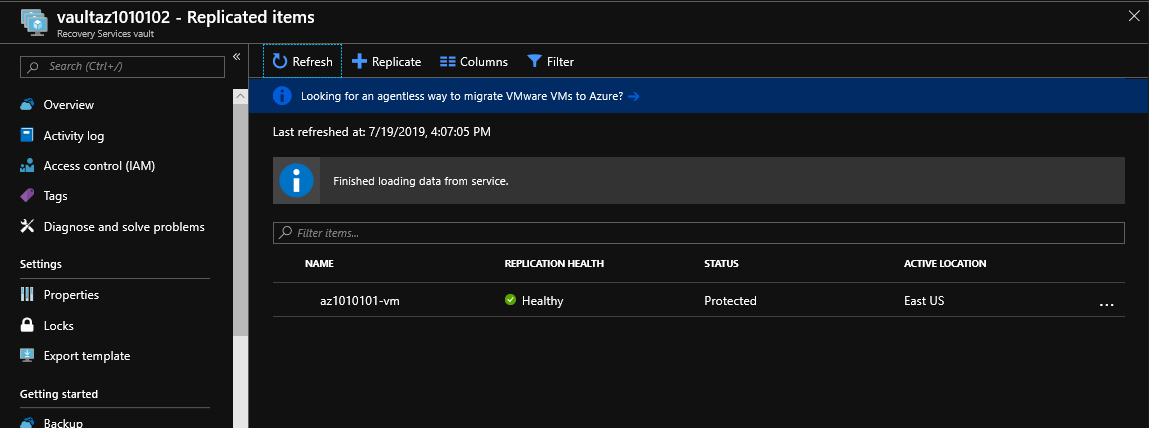 vaultaz1010102 - Replicated items
Recovery Services vault
Search (Ctrl+/)
Overview
Activity log
Access control (IAM)
Tags
Diagnose and solve problems
Settings
Properties
Locks
Export template
Getting started
Backup
Refresh Replicate Columns Filter
Looking for an agentless way to migrate VMware VMs to Azure? →
Last refreshed at: 7/19/2019, 4:07:05 PM
Finished loading data from service.
Filter items...
NAME REPLICATION HEALTH STATUS ACTIVE LOCATION
az1010101-vm Healthy Protected East US ...